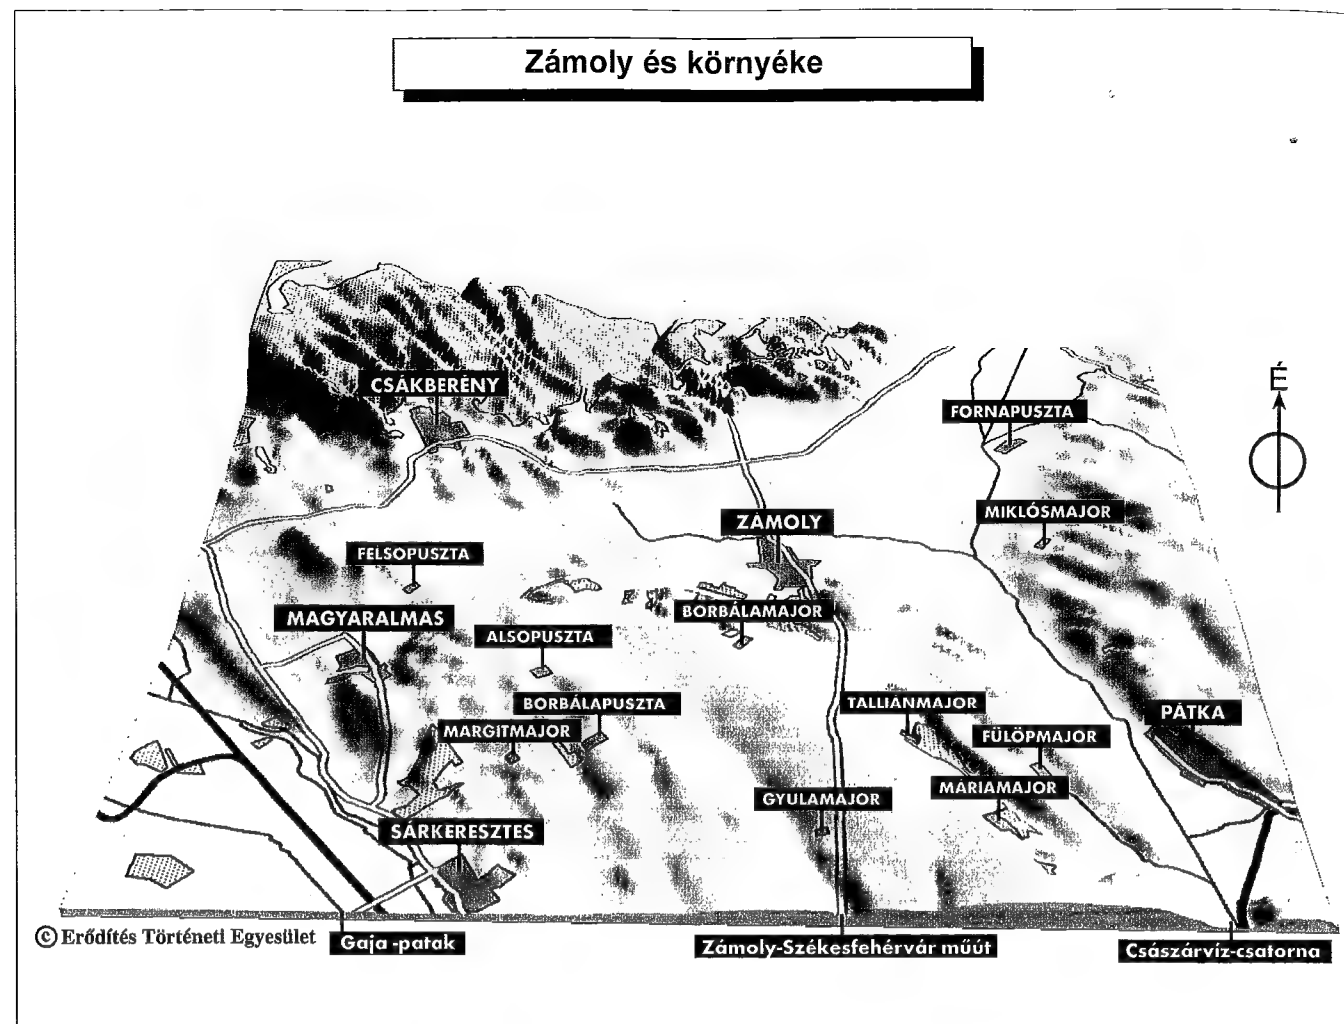 Zámoly és környéke
É
CSÁKBERÉNY
FORNAPUSZTA
MIKLÓSMAJOR
ZÁMOLY
FELSOPUSZTA
BORBÁLAMAJOR
MAGYARALMAS
ALSOPUSZTA
BORBÁLAPUSZTA
TALLIÁNMAJOR
PÁTKA
MARGITMAJOR
FÜLÖPMAJOR
MÁRIAMAJOR
GYULAMAJOR
SÁRKERESZTES
© Erődítés Történeti Egyesület
Gaja -patak
Zámoly-Székesfehérvár műút
Császárvíz-csatorna